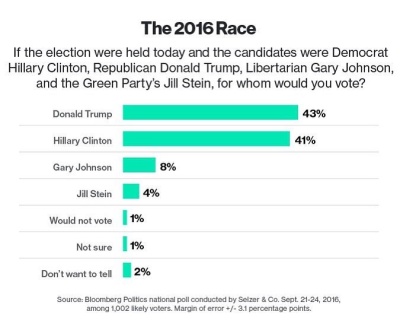 The 2016 Race
If the election were held today and the candidates were Democrat
Hillary Clinton, Republican Donald Trump, Libertarian Gary Johnson,
and the Green Party's Jill Stein, for whom would you vote?
Donald Trump 43%
Hillary Clinton 41%
Gary Johnson 8%
Jill Stein 4%
Would not vote 1%
Not sure 1%
Don't want to tell 2%
Source: Bloomberg Politics national poll conducted by Selzer & Co. Sept. 21-24, 2016,
among 1,002 likely voters. Margin of error +/- 3.1 percentage points.